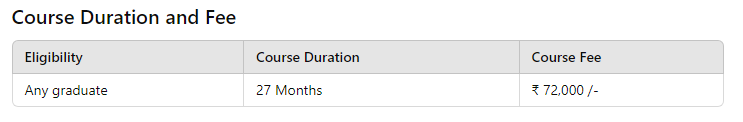 Course Duration and Fee
Eligibility Course Duration Course Fee
Any graduate 27 Months ₹ 72,000 /-